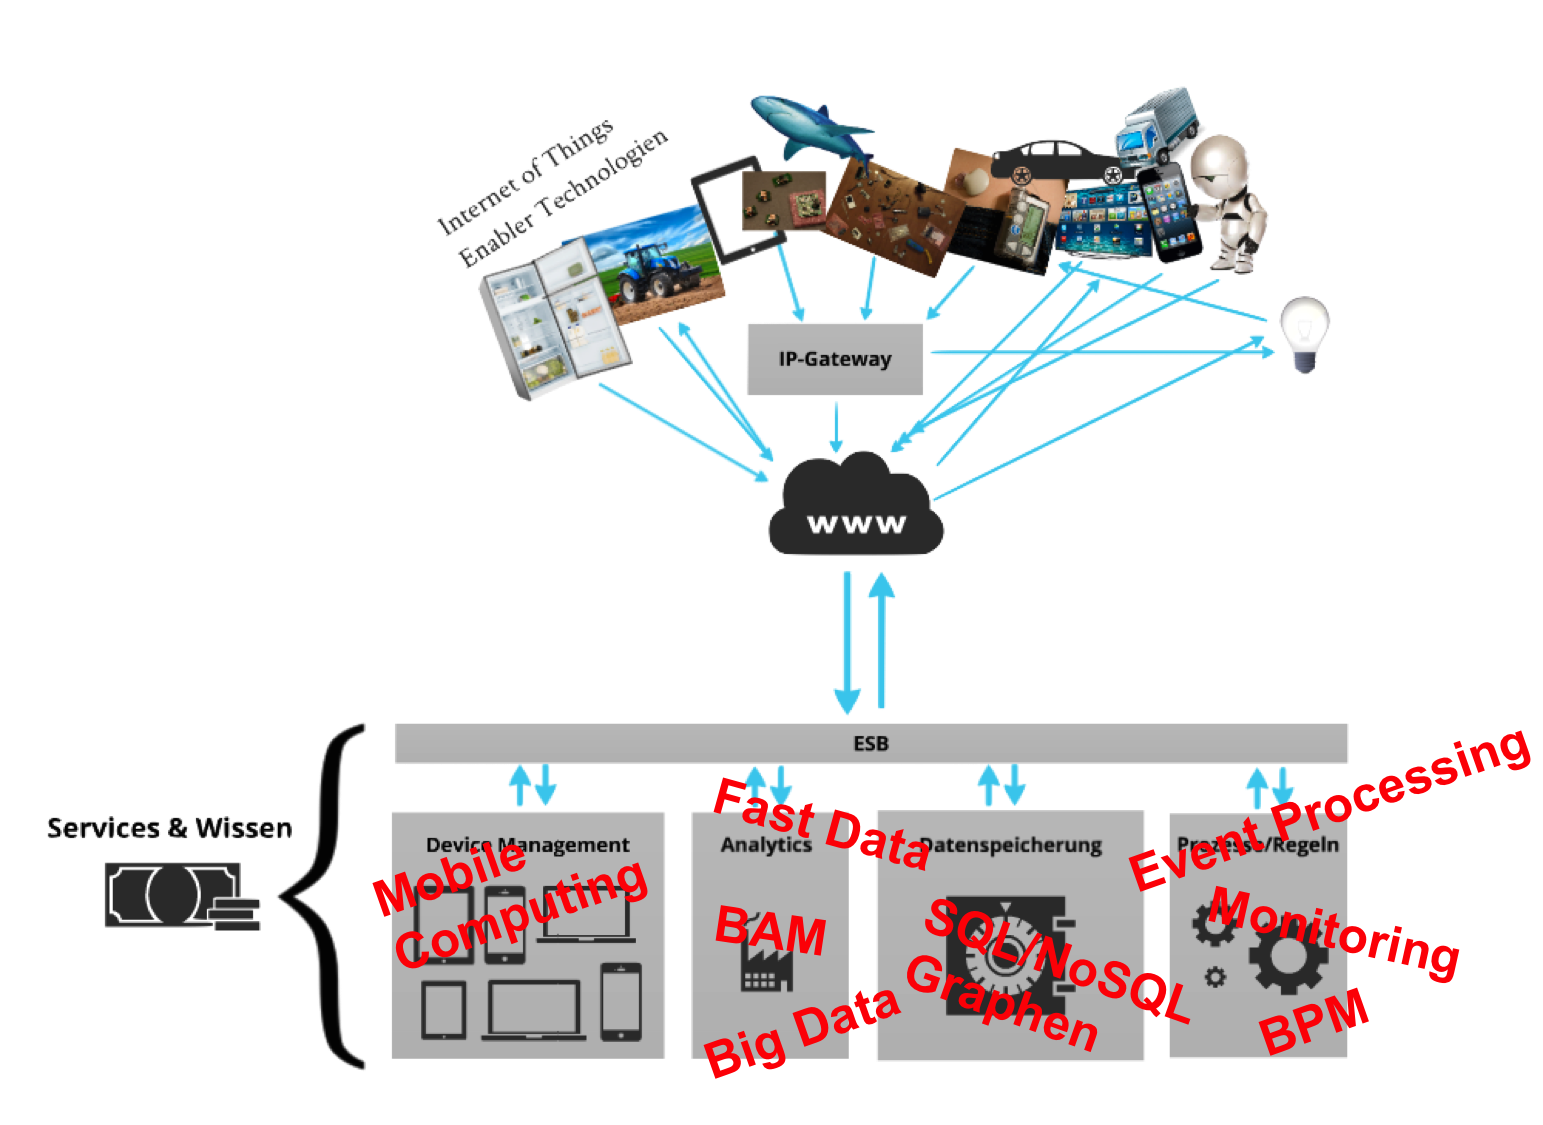 Internet of Things
Enabler Technologien
IP-Gateway
www
ESB
Services & Wissen
Device Management
Mobile
Computing
Analytics
Fast Data
BAM
Big Data
Datenspeicherung
SQL/NoSQL
Graphen
Prozesse/Regeln
Event Processing
Monitoring
BPM